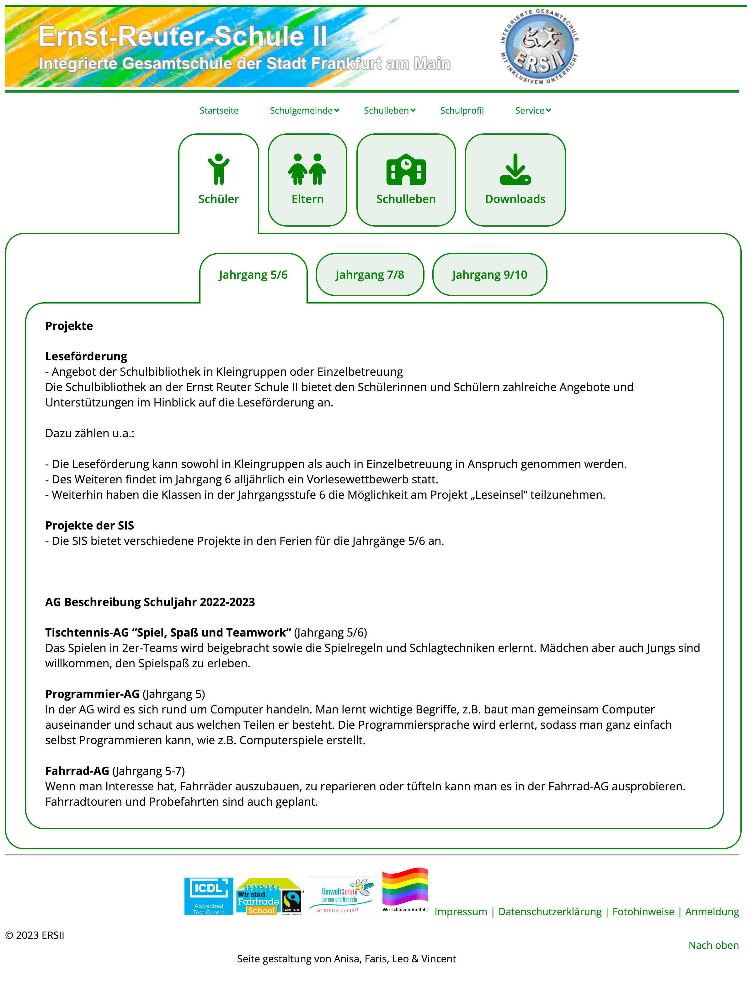 Ernst-Reuter-Schule II
Integrierte Gesamtschule der Stadt Frankfurt am Main
INTEGRIERTE GESAMTSCHULE
ERSII
MIT INKLUSIVEM UNTERRICHT
Startseite
Schulgemeinde
Schulleben
Schulprofil
Service
Schüler
Eltern
Schulleben
Downloads
Jahrgang 5/6
Jahrgang 7/8
Jahrgang 9/10
Projekte
Leseförderung
- Angebot der Schulbibliothek in Kleingruppen oder Einzelbetreuung
Die Schulbibliothek an der Ernst Reuter Schule II bietet den Schülerinnen und Schülern zahlreiche Angebote und
Unterstützungen im Hinblick auf die Leseförderung an.
Dazu zählen u.a.:
- Die Leseförderung kann sowohl in Kleingruppen als auch in Einzelbetreuung in Anspruch genommen werden.
- Des Weiteren findet im Jahrgang 6 alljährlich ein Vorlesewettbewerb statt.
- Weiterhin haben die Klassen in der Jahrgangsstufe 6 die Möglichkeit am Projekt „Leseinsel“ teilzunehmen.
Projekte der SIS
- Die SIS bietet verschiedene Projekte in den Ferien für die Jahrgänge 5/6 an.
AG Beschreibung Schuljahr 2022-2023
Tischtennis-AG “Spiel, Spaß und Teamwork“ (Jahrgang 5/6)
Das Spielen in 2er-Teams wird beigebracht sowie die Spielregeln und Schlagtechniken erlernt. Mädchen aber auch Jungs sind
willkommen, den Spielspaß zu erleben.
Programmier-AG (Jahrgang 5)
In der AG wird es sich rund um Computer handeln. Man lernt wichtige Begriffe, z.B. baut man gemeinsam Computer
auseinander und schaut aus welchen Teilen er besteht. Die Programmiersprache wird erlernt, sodass man ganz einfach
selbst Programmieren kann, wie z.B. Computerspiele erstellt.
Fahrrad-AG (Jahrgang 5-7)
Wenn man Interesse hat, Fahrräder auszubauen, zu reparieren oder tüfteln kann man es in der Fahrrad-AG ausprobieren.
Fahrradtouren und Probefahrten sind auch geplant.
ICDL
Accredited
Test Centre
Wir sind
Fairtrade
School
FAIRTRADE
®
UmweltSchule
Lernen und Handeln
für unsere Zukunft
Wir schätzen Vielfalt!
Impressum | Datenschutzerklärung | Fotohinweise | Anmeldung
© 2023 ERSII
Nach oben
Seite gestaltung von Anisa, Faris, Leo & Vincent